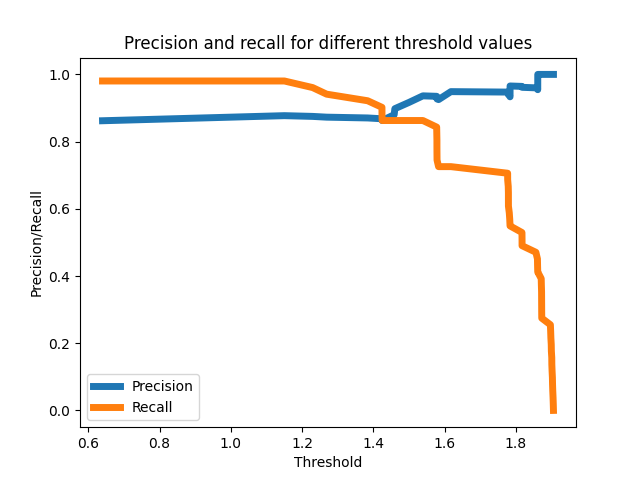 Precision and recall for different threshold values
Precision/Recall
1.0
0.8
0.6
0.4
0.2
0.0
Precision
Recall
0.6 0.8 1.0 1.2 1.4 1.6 1.8
Threshold